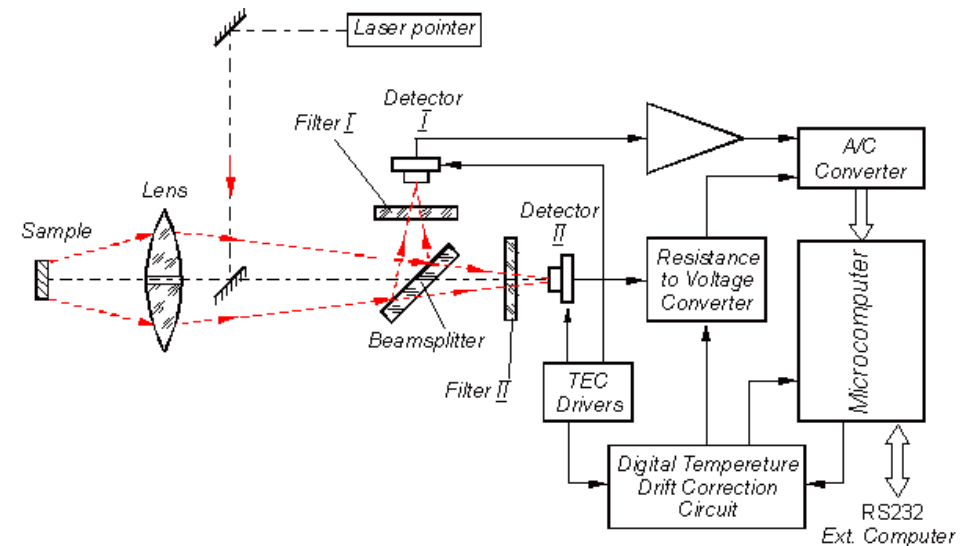 Laser pointer
Detector
I
Filter I
A/C
Converter
Lens
Sample
Detector
II
Resistance
to Voltage
Converter
Microcomputer
Beamsplitter
Filter II
TEC
Drivers
Digital Tempereture
Drift Correction
Circuit
RS232
Ext. Computer